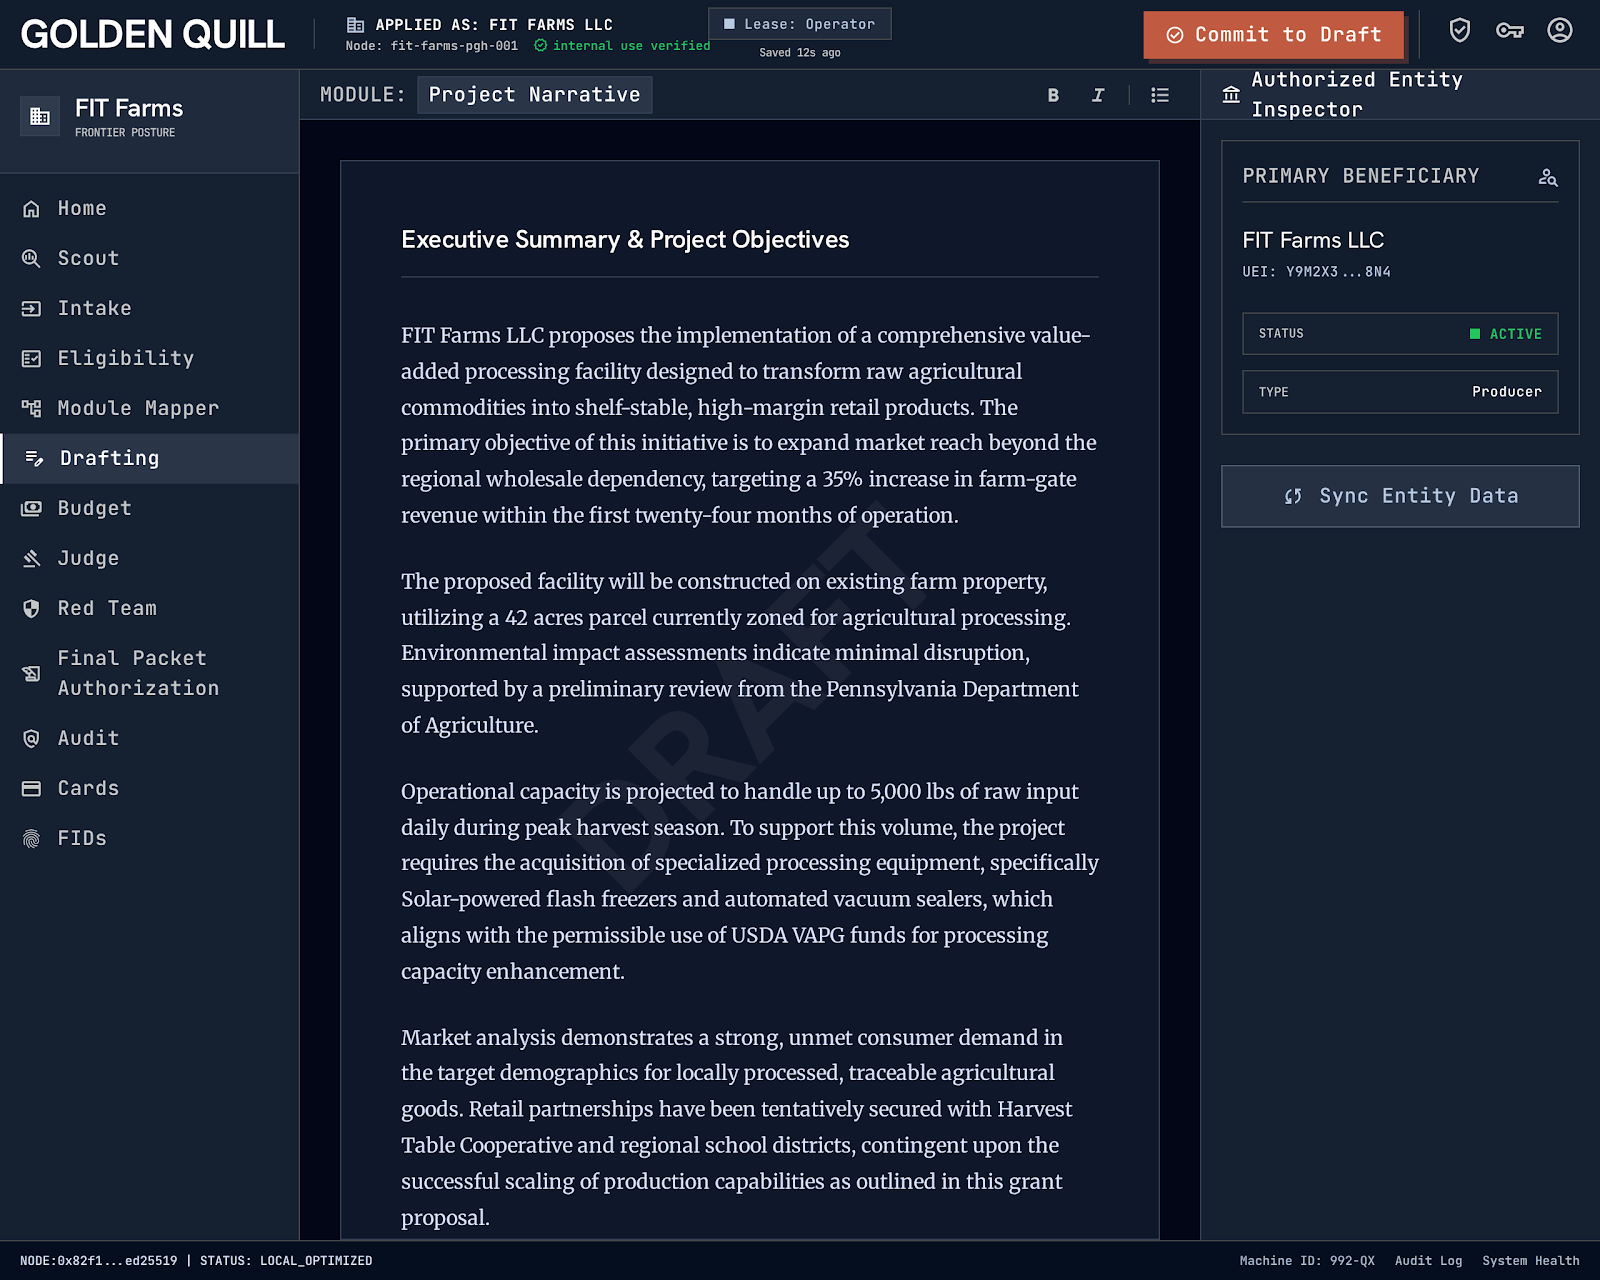 GOLDEN QUILL
APPLIED AS: FIT FARMS LLC
Node: fit-farms-pgh-001 internal use verified
Lease: Operator
Saved 12s ago
Commit to Draft
FIT Farms
FRONTIER POSTURE
Home
Scout
Intake
Eligibility
Module Mapper
Drafting
Budget
Judge
Red Team
Final Packet
Authorization
Audit
Cards
FIDs
MODULE: Project Narrative
B I
Executive Summary & Project Objectives
FIT Farms LLC proposes the implementation of a comprehensive value-
added processing facility designed to transform raw agricultural
commodities into shelf-stable, high-margin retail products. The
primary objective of this initiative is to expand market reach beyond the
regional wholesale dependency, targeting a 35% increase in farm-gate
revenue within the first twenty-four months of operation.
The proposed facility will be constructed on existing farm property,
utilizing a 42 acres parcel currently zoned for agricultural processing.
Environmental impact assessments indicate minimal disruption,
supported by a preliminary review from the Pennsylvania Department
of Agriculture.
Operational capacity is projected to handle up to 5,000 lbs of raw input
daily during peak harvest season. To support this volume, the project
requires the acquisition of specialized processing equipment, specifically
Solar-powered flash freezers and automated vacuum sealers, which
aligns with the permissible use of USDA VAPG funds for processing
capacity enhancement.
Market analysis demonstrates a strong, unmet consumer demand in
the target demographics for locally processed, traceable agricultural
goods. Retail partnerships have been tentatively secured with Harvest
Table Cooperative and regional school districts, contingent upon the
successful scaling of production capabilities as outlined in this grant
proposal.
DRAFT
Authorized Entity
Inspector
PRIMARY BENEFICIARY
FIT Farms LLC
UEI: Y9M2X3...8N4
STATUS ACTIVE
TYPE Producer
Sync Entity Data
NODE:0x82f1...ed25519 | STATUS: LOCAL_OPTIMIZED
Machine ID: 992-QX Audit Log System Health